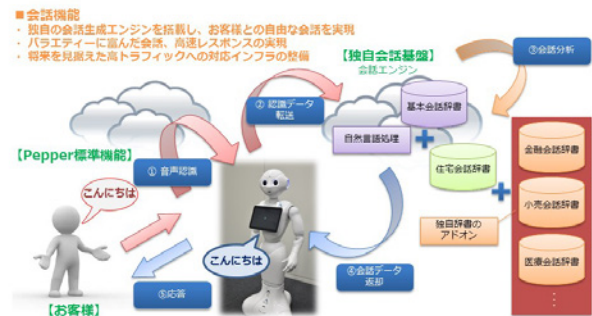 ■会話機能
・ 独自の会話生成エンジンを搭載し、お客様との自由な会話を実現
・ バラエティーに富んだ会話、高速レスポンスの実現
・ 将来を見据えた高トラフィックへの対応インフラの整備
③会話分析
【独自会話基盤】
会話エンジン
② 認識データ
転送
基本会話辞書
自然言語処理
【Pepper標準機能】
① 音声認識
住宅会話辞書
金融会話辞書
こんにちは
小売会話辞書
独自辞書の
アドオン
こんにちは
医療会話辞書
④会話データ
返却
⑤応答
【お客様】